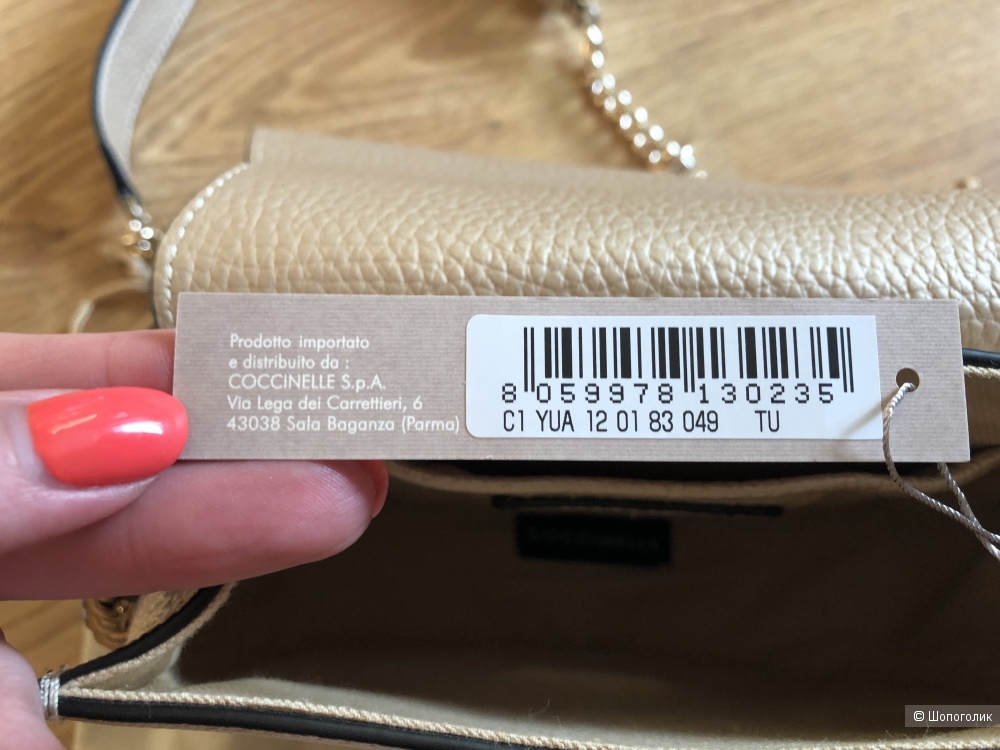 Prodotto importato
e distribuito da :
COCCINELLE S.p.A.
Via Lega dei Carrettieri, 6
43038 Sala Baganza (Parma)
8 059978 130235
C1 YUA 12 01 83 049 TU
COCCINELLE
© Шопоголик